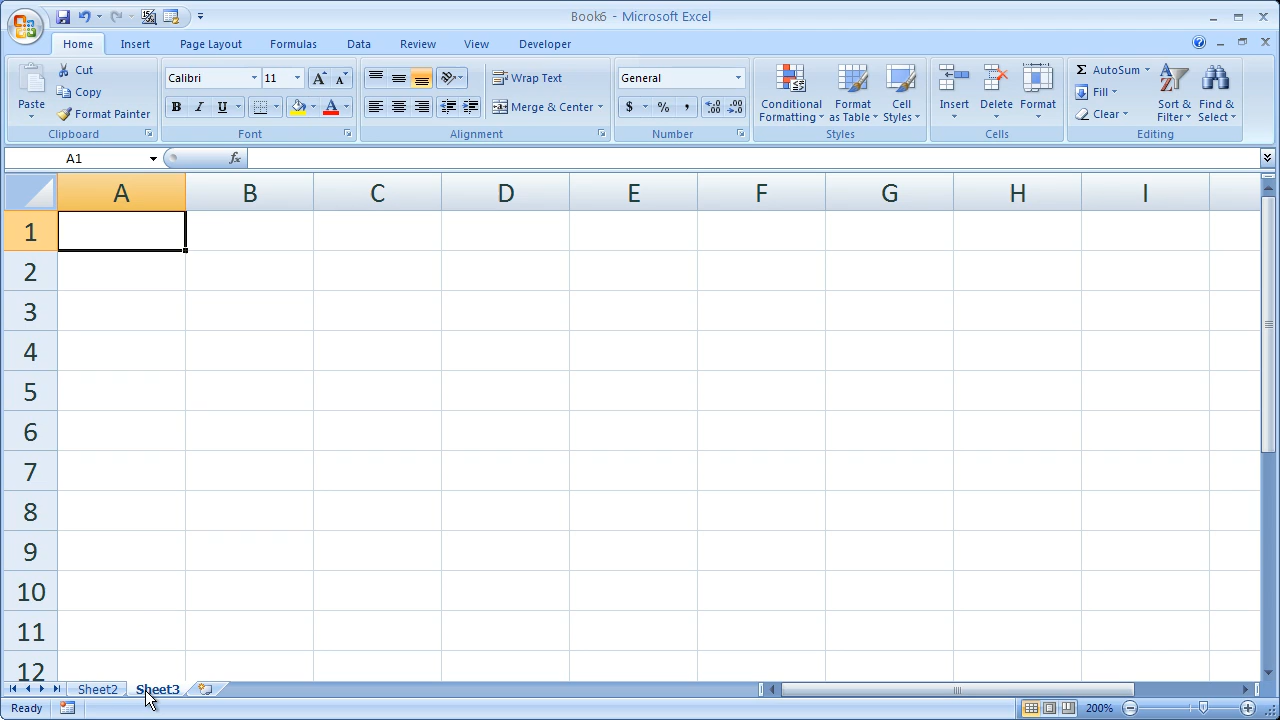 Book6 - Microsoft Excel
Home Insert Page Layout Formulas Data Review View Developer
Paste
Cut
Copy
Format Painter
Clipboard
Calibri 11
B I U
Font
Wrap Text
Merge & Center
Alignment
General
$ % ,
Number
Conditional Formatting
Format as Table
Cell Styles
Styles
Insert
Delete
Format
Cells
Σ AutoSum
Fill
Clear
Sort & Filter
Find & Select
Editing
A1 fx
A B C D E F G H I
1
2
3
4
5
6
7
8
9
10
11
12
Sheet2 Sheet3
Ready 200%